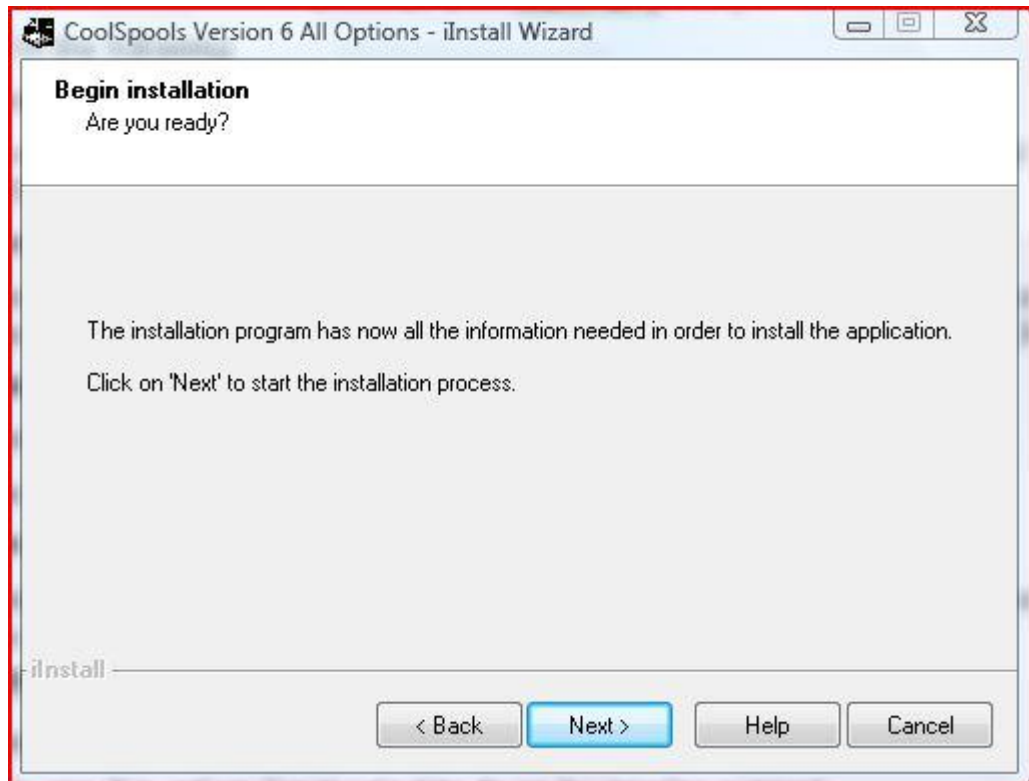 CoolSpools Version 6 All Options - iInstall Wizard
Begin installation
Are you ready?
The installation program has now all the information needed in order to install the application.
Click on 'Next' to start the installation process.
iInstall
< Back Next > Help Cancel